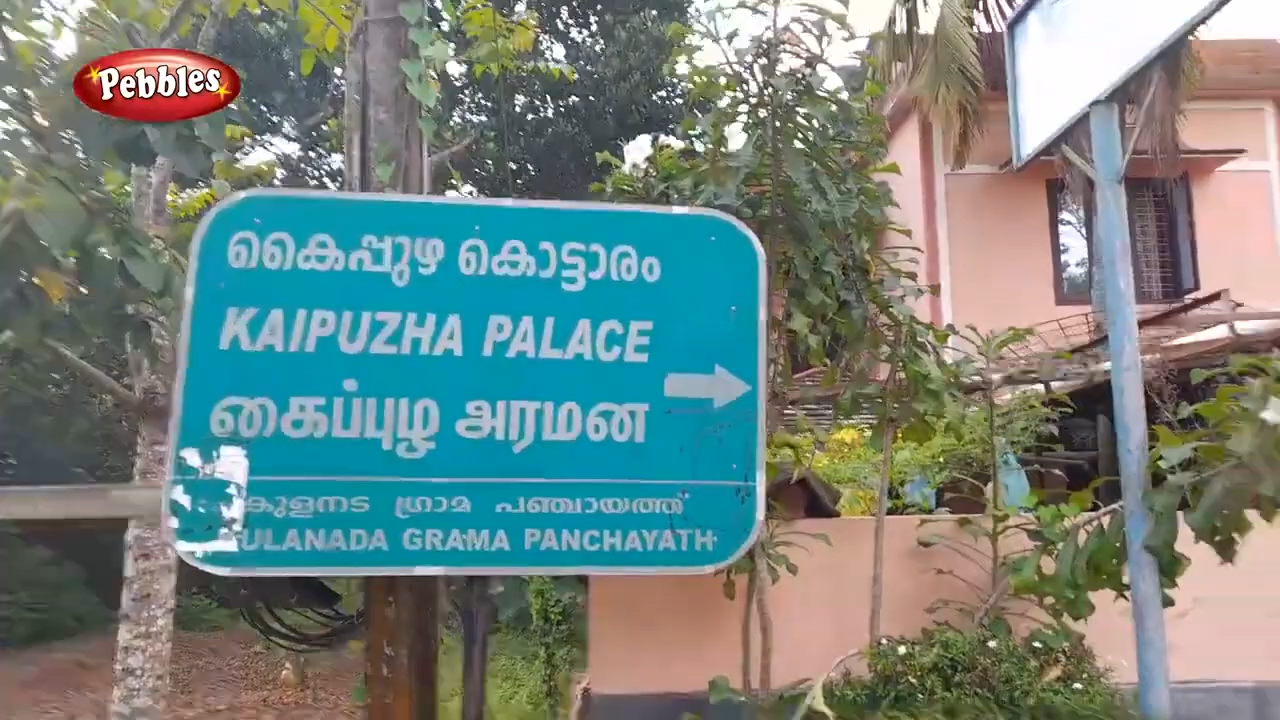 Pebbles
കൈപ്പുഴ കൊട്ടാരം
KAIPUZHA PALACE
கைப்புழ அரமன
കുളനട ഗ്രാമ പഞ്ചായത്ത്
ULANADA GRAMA PANCHAYATH